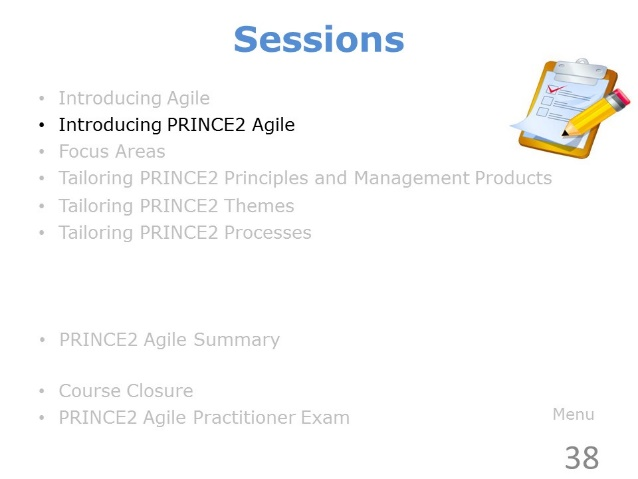 Sessions
• Introducing Agile
• Introducing PRINCE2 Agile
• Focus Areas
• Tailoring PRINCE2 Principles and Management Products
• Tailoring PRINCE2 Themes
• Tailoring PRINCE2 Processes
• PRINCE2 Agile Summary
• Course Closure
• PRINCE2 Agile Practitioner Exam
Menu
38